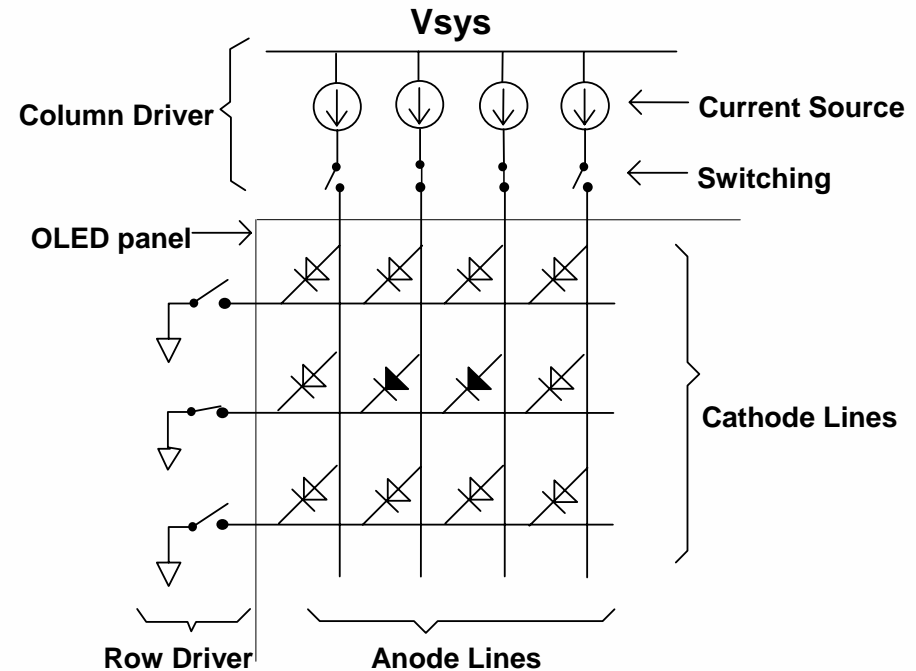 Vsys
Column Driver
Current Source
Switching
OLED panel
Cathode Lines
Row Driver
Anode Lines